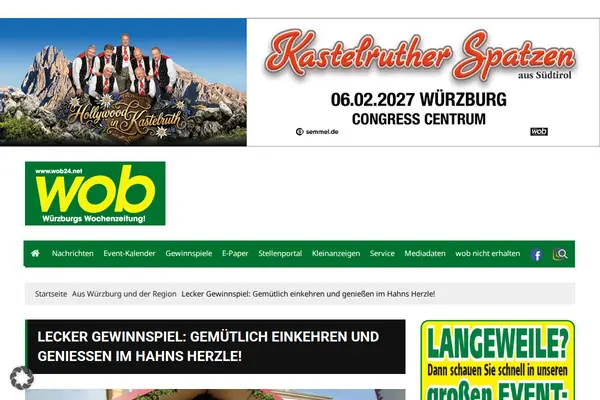 Kastelruther Spatzen
aus Südtirol
Hollywood
in Kastelruth
06.02.2027 WÜRZBURG
CONGRESS CENTRUM
semmel.de
wob
www.wob24.net
wob
Würzburgs Wochenzeitung!
Nachrichten Event-Kalender Gewinnspiele E-Paper Stellenportal Kleinanzeigen Service Mediadaten wob nicht erhalten
Startseite Aus Würzburg und der Region Lecker Gewinnspiel: Gemütlich einkehren und genießen im Hahns Herzle!
LECKER GEWINNSPIEL: GEMÜTLICH EINKEHREN UND
GENIESSEN IM HAHNS HERZLE!
LANGEWEILE?
Dann schauen Sie schnell in unseren
großen EVENT-